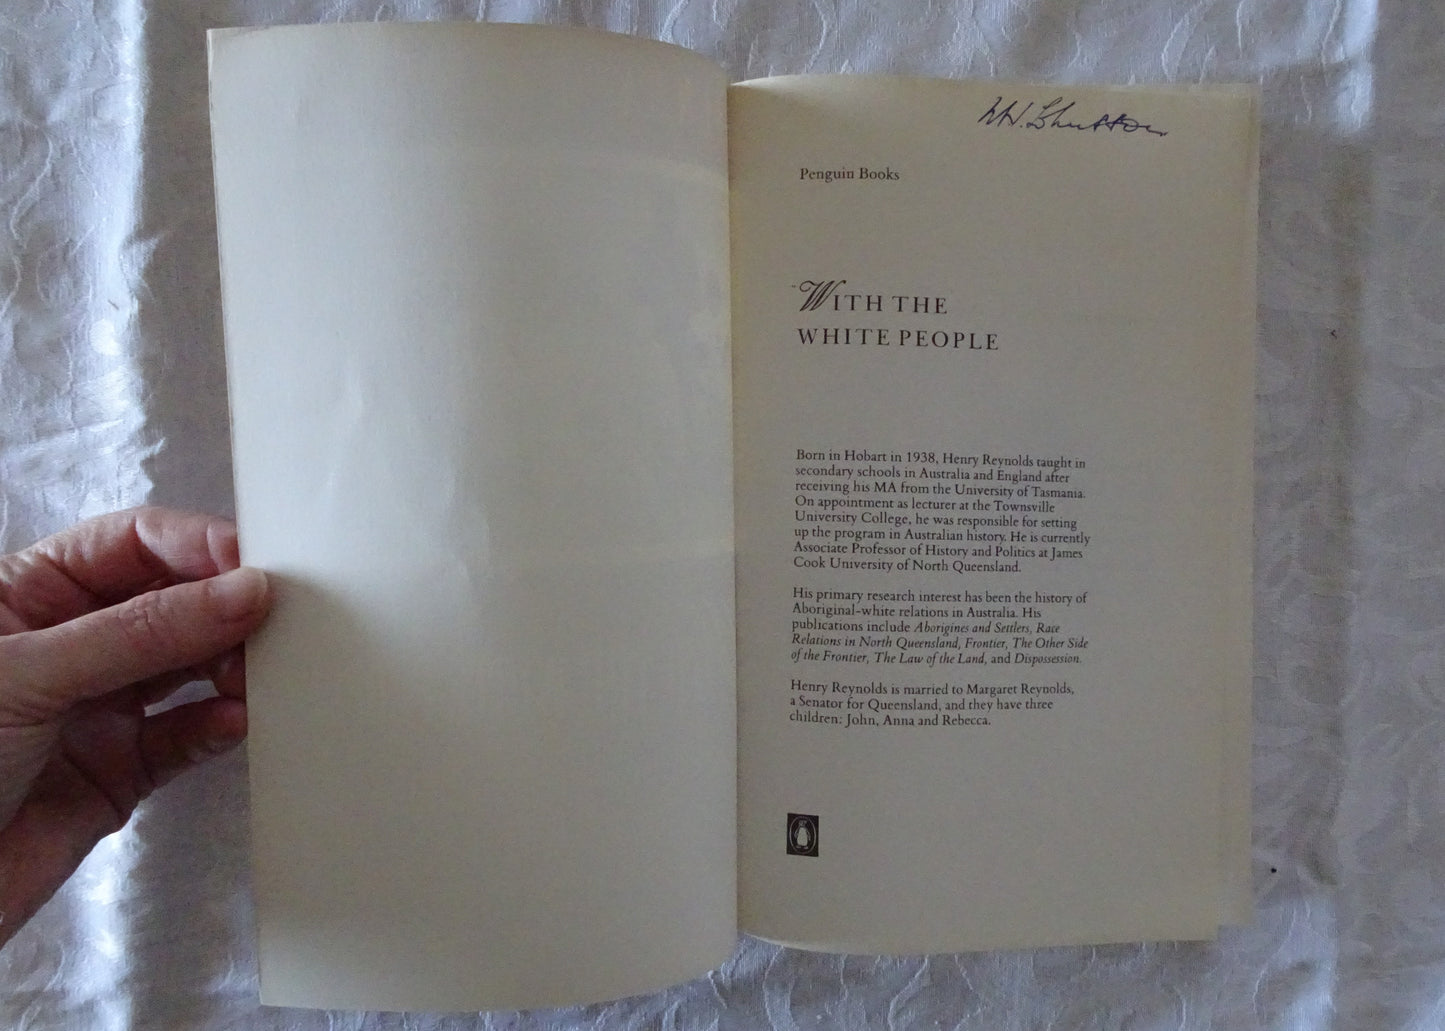 Penguin Books
WITH THE
WHITE PEOPLE
Born in Hobart in 1938, Henry Reynolds taught in
secondary schools in Australia and England after
receiving his MA from the University of Tasmania.
On appointment as lecturer at the Townsville
University College, he was responsible for setting
up the program in Australian history. He is currently
Associate Professor of History and Politics at James
Cook University of North Queensland.
His primary research interest has been the history of
Aboriginal-white relations in Australia. His
publications include Aborigines and Settlers, Race
Relations in North Queensland, Frontier, The Other Side
of the Frontier, The Law of the Land, and Dispossession.
Henry Reynolds is married to Margaret Reynolds,
a Senator for Queensland, and they have three
children: John, Anna and Rebecca.